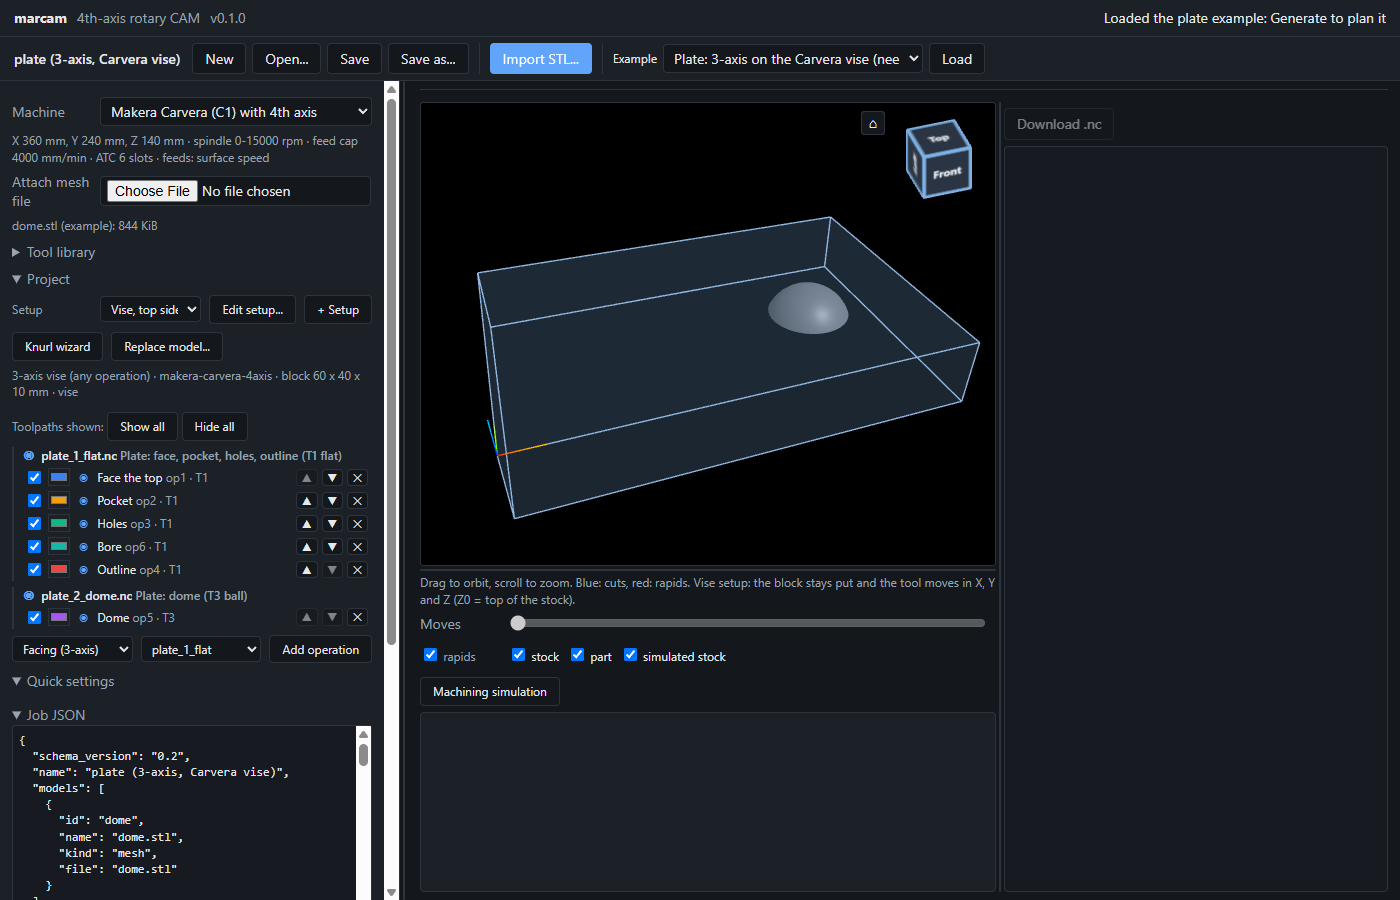 marcam 4th-axis rotary CAM v0.1.0
Loaded the plate example: Generate to plan it
plate (3-axis, Carvera vise) New Open... Save Save as... Import STL... Example Plate: 3-axis on the Carvera vise (nee Load
Machine Makera Carvera (C1) with 4th axis
X 360 mm, Y 240 mm, Z 140 mm · spindle 0-15000 rpm · feed cap
4000 mm/min · ATC 6 slots · feeds: surface speed
Attach mesh file Choose File No file chosen
dome.stl (example): 844 KiB
Tool library
Project
Setup Vise, top side Edit setup... + Setup
Knurl wizard Replace model...
3-axis vise (any operation) · makera-carvera-4axis · block 60 x 40 x
10 mm · vise
Toolpaths shown: Show all Hide all
plate_1_flat.nc Plate: face, pocket, holes, outline (T1 flat)
Face the top op1 · T1
Pocket op2 · T1
Holes op3 · T1
Bore op6 · T1
Outline op4 · T1
plate_2_dome.nc Plate: dome (T3 ball)
Dome op5 · T3
Facing (3-axis) plate_1_flat Add operation
Quick settings
Job JSON
{
"schema_version": "0.2",
"name": "plate (3-axis, Carvera vise)",
"models": [
{
"id": "dome",
"name": "dome.stl",
"kind": "mesh",
"file": "dome.stl"
}
Top
Front
Drag to orbit, scroll to zoom. Blue: cuts, red: rapids. Vise setup: the block stays put and the tool moves in X, Y
and Z (Z0 = top of the stock).
Moves
rapids stock part simulated stock
Machining simulation
Download .nc